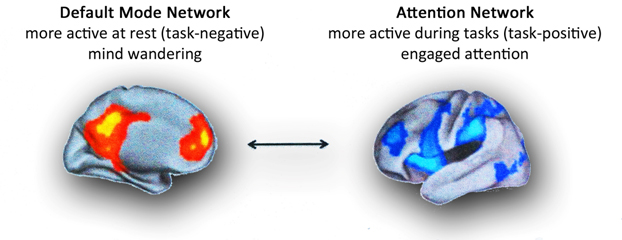 Default Mode Network
more active at rest (task-negative)
mind wandering
Attention Network
more active during tasks (task-positive)
engaged attention